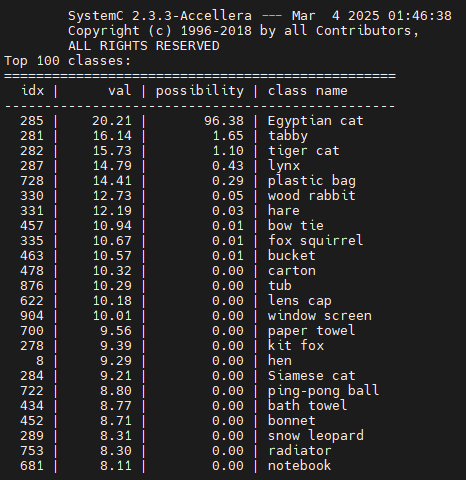 SystemC 2.3.3-Accellera --- Mar  4 2025 01:46:38
Copyright (c) 1996-2018 by all Contributors,
ALL RIGHTS RESERVED
Top 100 classes:
=================================================
idx | val | possibility | class name
-------------------------------------------------
285 | 20.21 | 96.38 | Egyptian cat
281 | 16.14 | 1.65 | tabby
282 | 15.73 | 1.10 | tiger cat
287 | 14.79 | 0.43 | lynx
728 | 14.41 | 0.29 | plastic bag
330 | 12.73 | 0.05 | wood rabbit
331 | 12.19 | 0.03 | hare
457 | 10.94 | 0.01 | bow tie
335 | 10.67 | 0.01 | fox squirrel
463 | 10.57 | 0.01 | bucket
478 | 10.32 | 0.00 | carton
876 | 10.29 | 0.00 | tub
622 | 10.18 | 0.00 | lens cap
904 | 10.01 | 0.00 | window screen
700 | 9.56 | 0.00 | paper towel
278 | 9.39 | 0.00 | kit fox
8 | 9.29 | 0.00 | hen
284 | 9.21 | 0.00 | Siamese cat
722 | 8.80 | 0.00 | ping-pong ball
434 | 8.77 | 0.00 | bath towel
452 | 8.71 | 0.00 | bonnet
289 | 8.31 | 0.00 | snow leopard
753 | 8.30 | 0.00 | radiator
681 | 8.11 | 0.00 | notebook